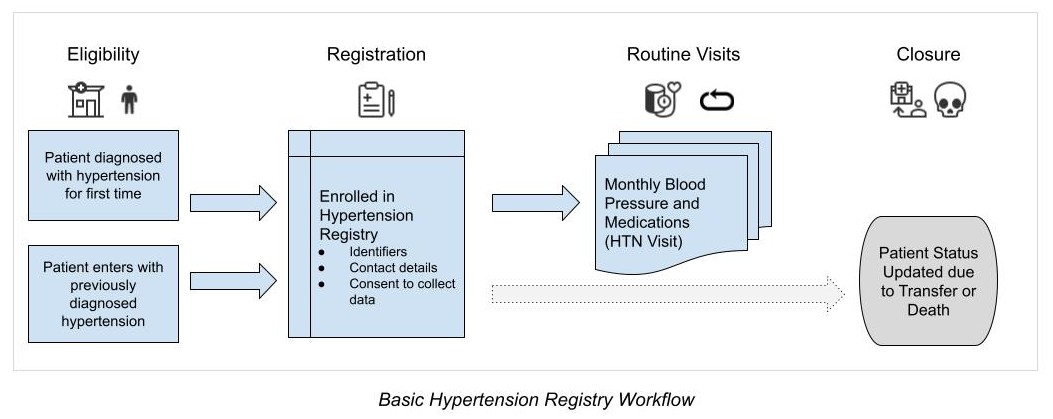 Eligibility
Registration
Routine Visits
Closure
Patient diagnosed
with hypertension
for first time
Patient enters with
previously
diagnosed
hypertension
Enrolled in
Hypertension
Registry
● Identifiers
● Contact details
● Consent to collect
data
Monthly Blood
Pressure and
Medications
(HTN Visit)
Patient Status
Updated due
to Transfer or
Death
Basic Hypertension Registry Workflow